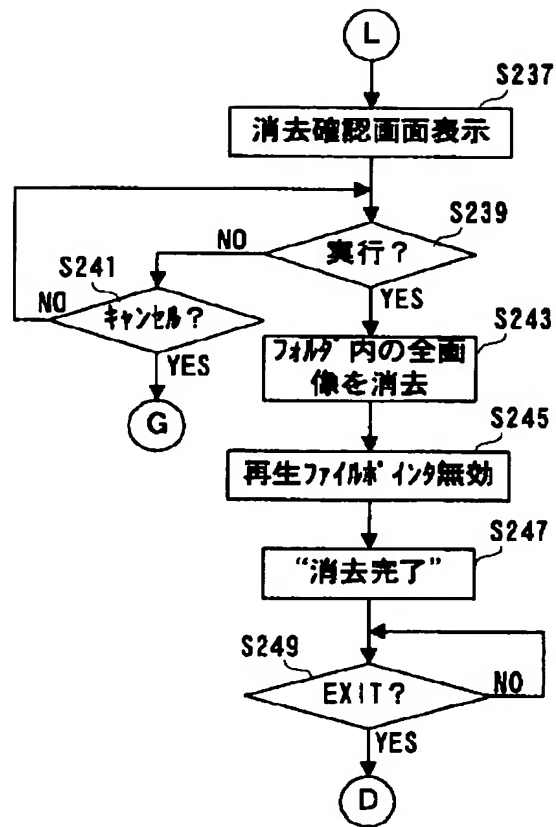 L
S237
消去確認画面表示
S239
NO
実行?
S241
YES
NO
キャンセル?
S243
YES
フォルダ内の全画
像を消去
G
S245
再生ファイルポインタ無効
S247
“消去完了”
S249
EXIT?
NO
YES
D